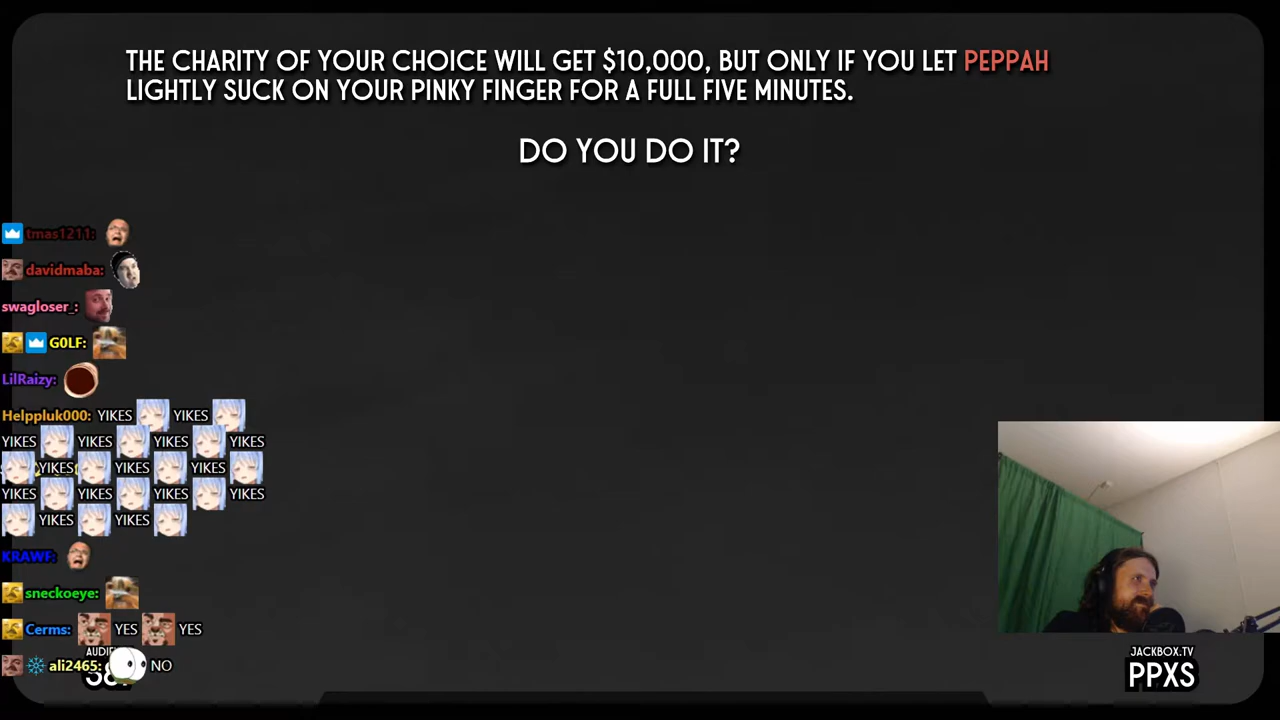 THE CHARITY OF YOUR CHOICE WILL GET $10,000, BUT ONLY IF YOU LET PEPPAH
LIGHTLY SUCK ON YOUR PINKY FINGER FOR A FULL FIVE MINUTES.
DO YOU DO IT?
tmas1211:
davidmaba:
swagloser_:
G0LF:
LilRaizy:
Helppluk000: YIKES YIKES
YIKES YIKES YIKES YIKES
YIKES YIKES YIKES
YIKES YIKES YIKES YIKES
YIKES YIKES
KRAWF:
sneckoeye:
Cerms: YES YES
ali2465: NO
JACKBOX.TV
PPXS